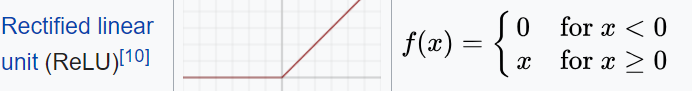 Rectified linear
unit (ReLU)[10]
f(x) = { 0 for x < 0
x for x ≥ 0